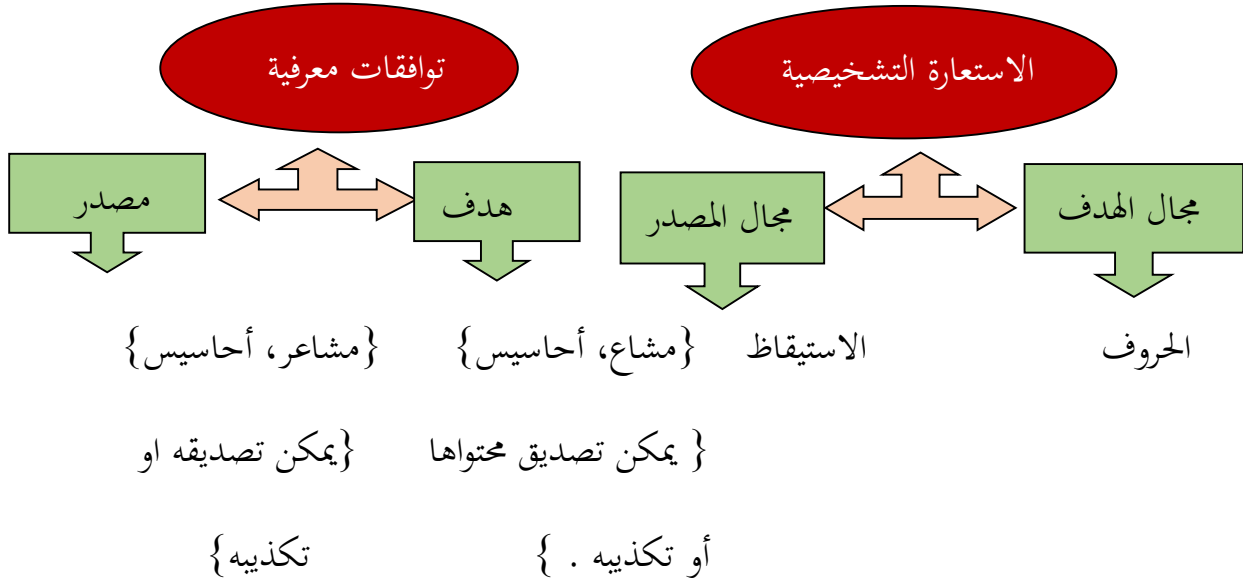 الاستعارة التشخيصية
توافقات معرفية
مجال الهدف
مجال المصدر
هدف
مصدر
الحروف
الاستيقاظ
{مشاع، أحاسيس}
{مشاعر، أحاسيس}
{ يمكن تصديق محتواها
أو تكذيبه . }
{يمكن تصديقه او
تكذيبه}